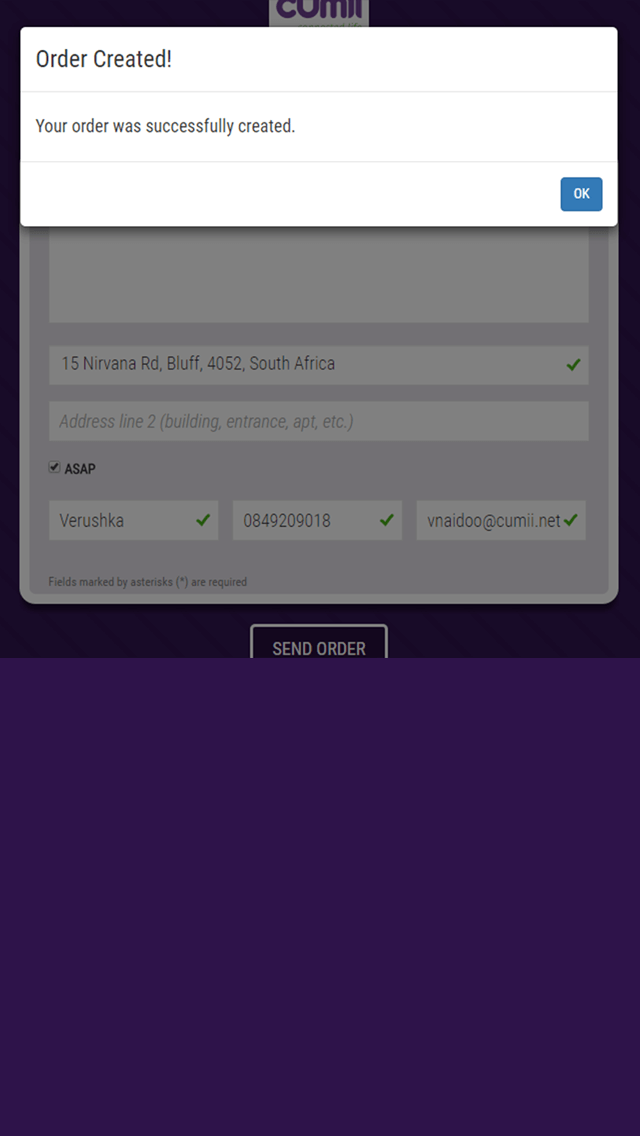 cumii
Order Created!
Your order was successfully created.
OK
15 Nirvana Rd, Bluff, 4052, South Africa
Address line 2 (building, entrance, apt, etc.)
ASAP
Verushka 0849209018 vnaidoo@cumii.net
Fields marked by asterisks (*) are required
SEND ORDER